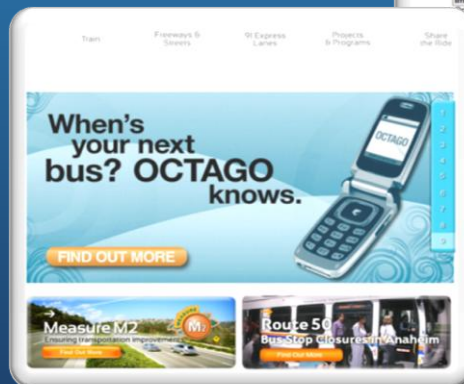 Train
Freeways &
Streets
91 Express
Lanes
Projects
& Programs
Share
the Ride
When's
your next
bus? OCTAGO
knows.
OCTAGO
FIND OUT MORE
1
2
3
4
5
6
7
8
9
Measure M2
Ensuring transportation improvements
Find Out More
M2
Route 50
Bus Stop Closures in Anaheim
Find Out More